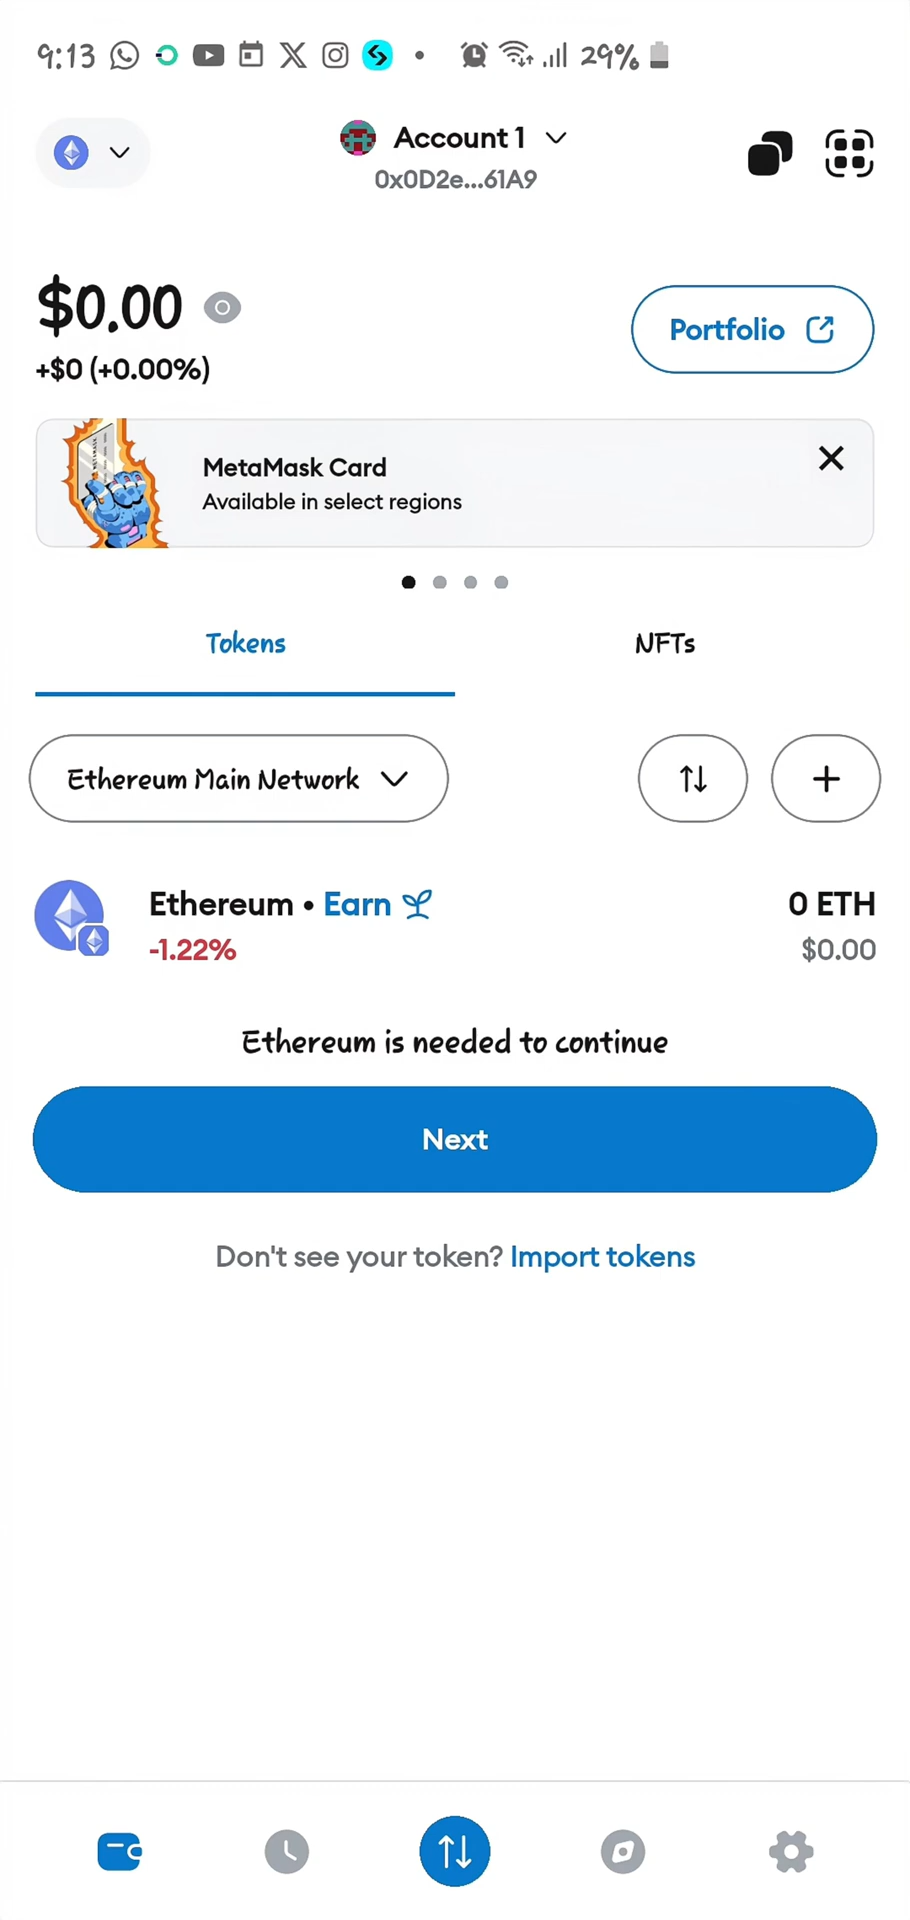 9:13 29%
Account 1
0x0D2e...61A9
$0.00
+$0 (+0.00%)
Portfolio
MetaMask Card
Available in select regions
Tokens NFTs
Ethereum Main Network
Ethereum • Earn 0 ETH
-1.22% $0.00
Ethereum is needed to continue
Next
Don't see your token? Import tokens